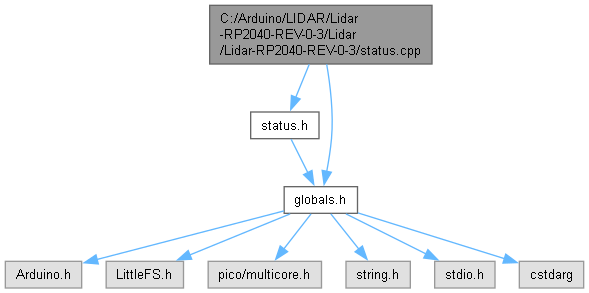 C:/Arduino/LIDAR/Lidar
-RP2040-REV-0-3/Lidar
/Lidar-RP2040-REV-0-3/status.cpp
status.h
globals.h
Arduino.h
LittleFS.h
pico/multicore.h
string.h
stdio.h
cstdarg